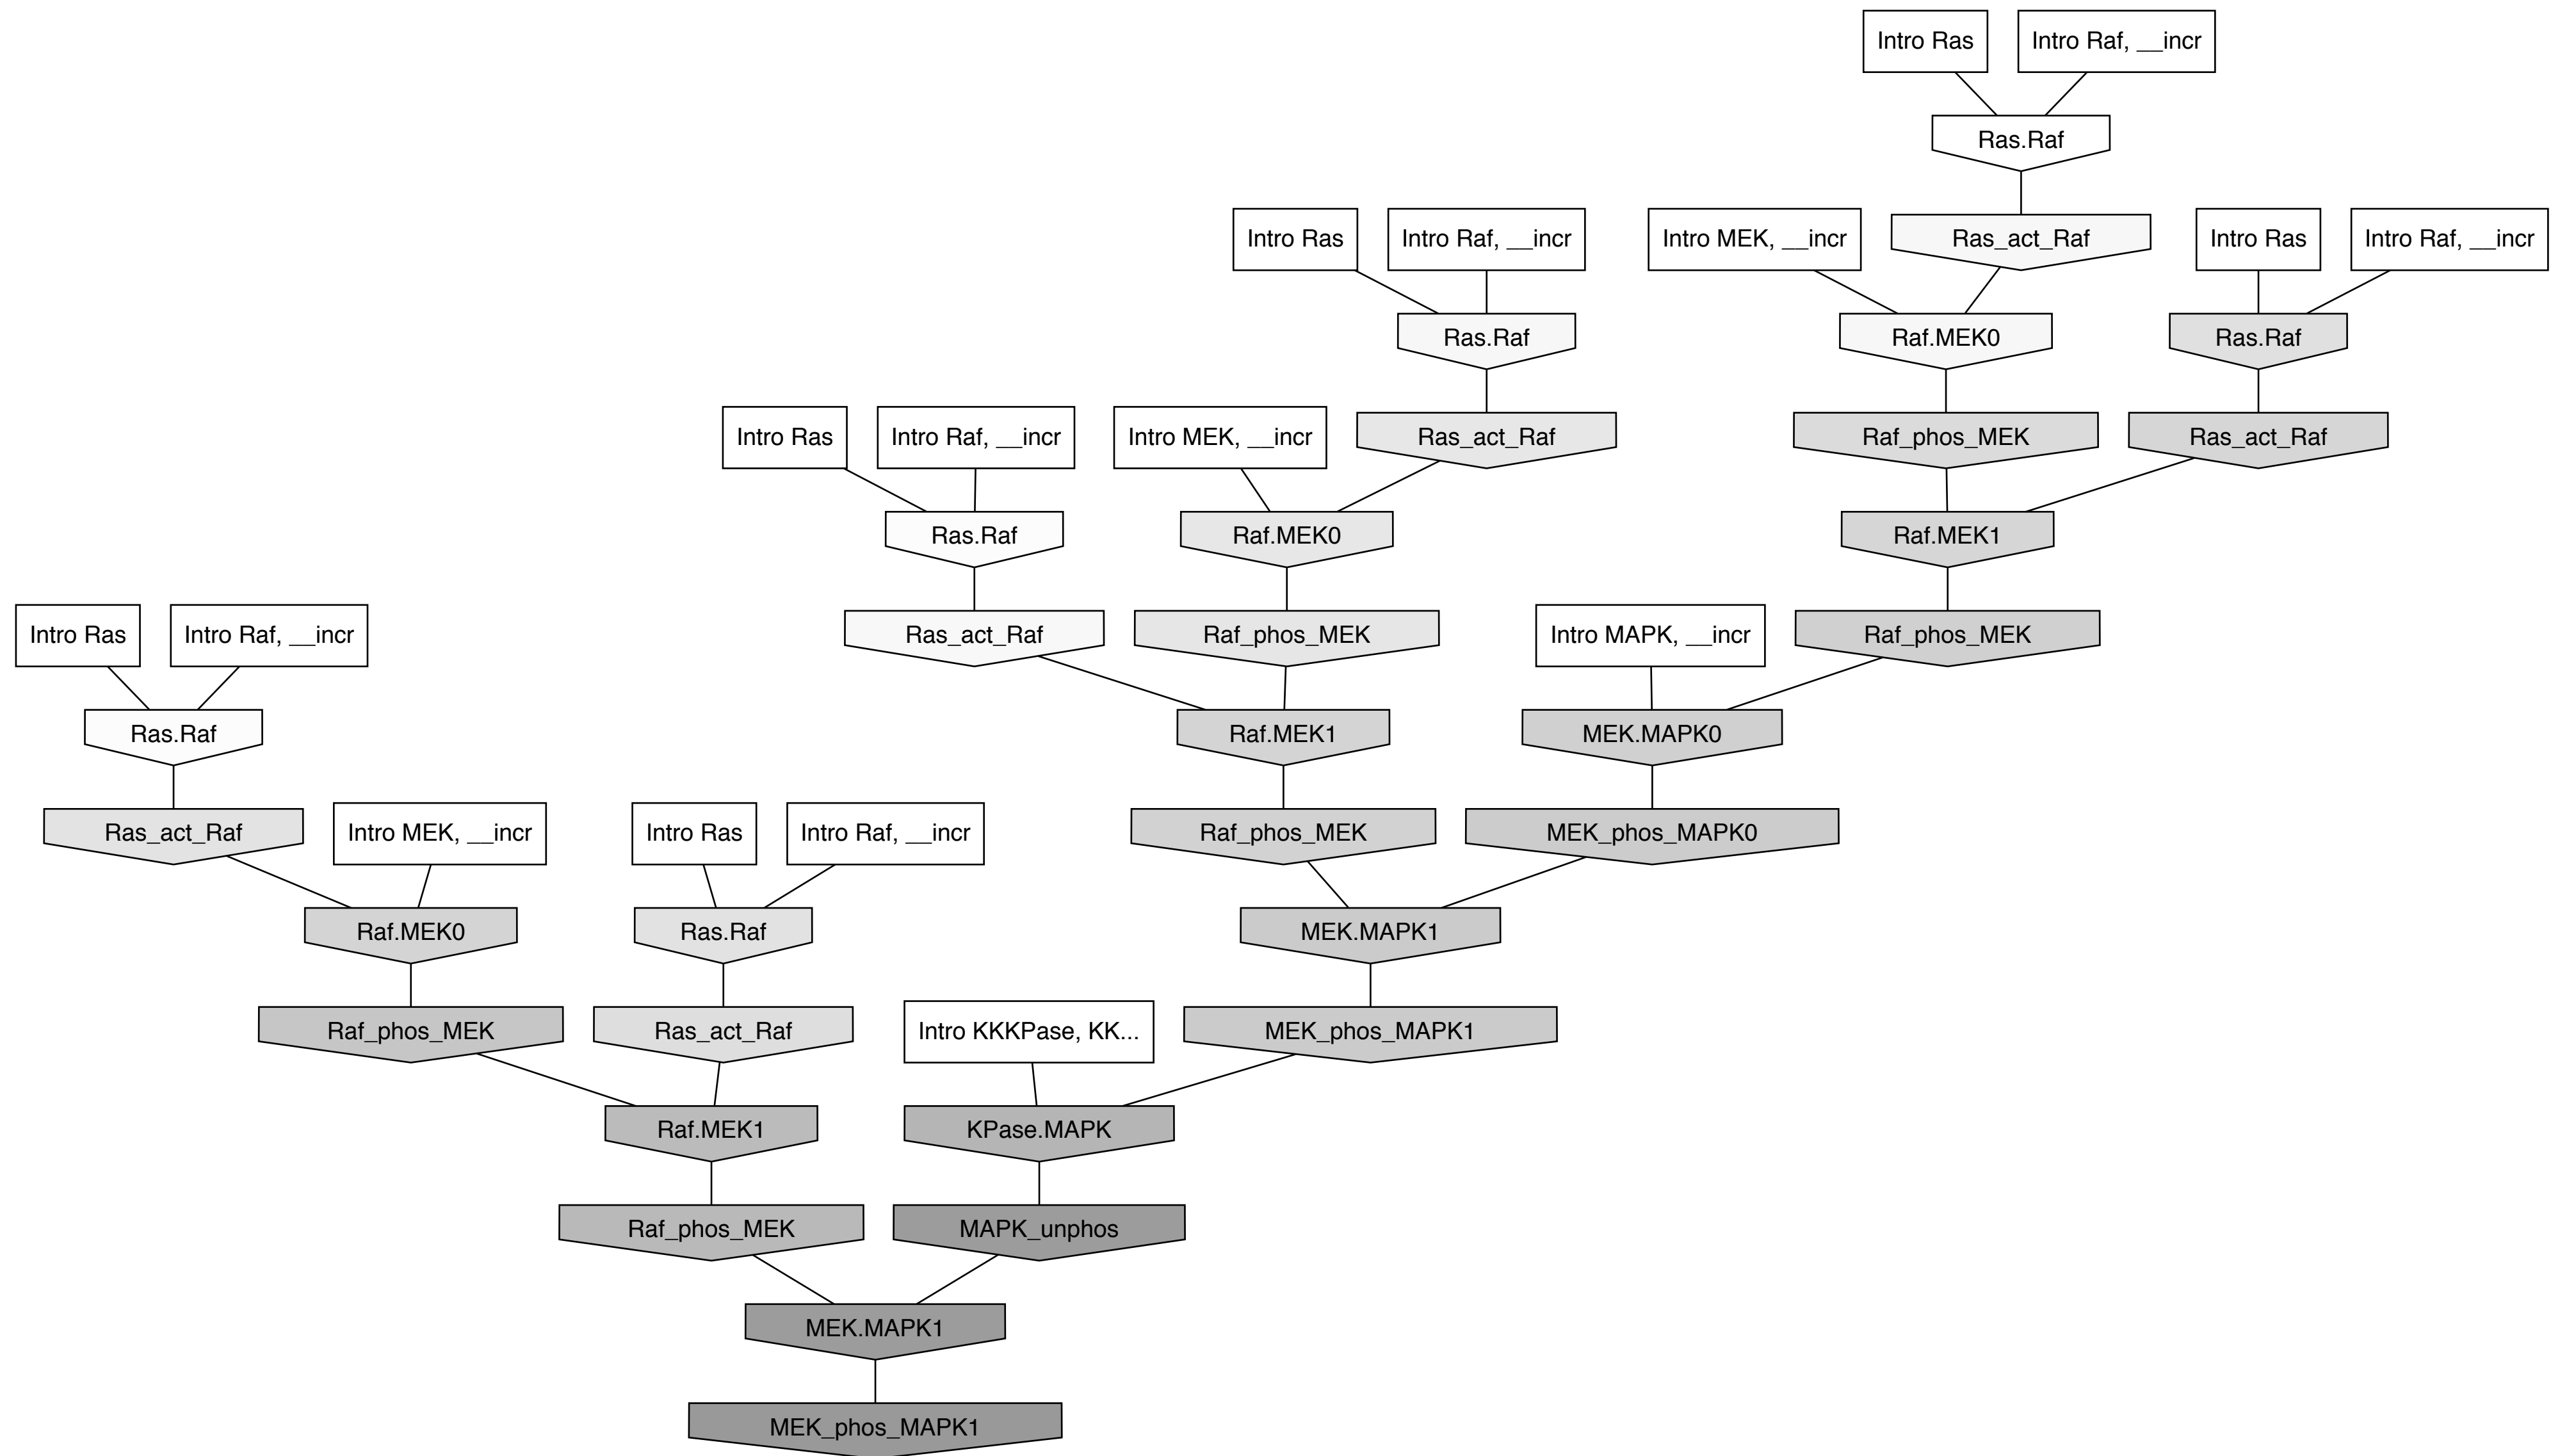 Intro Ras
Intro Raf, __incr
Ras.Raf
Intro Ras
Intro Raf, __incr
Intro MEK, __incr
Ras_act_Raf
Intro Ras
Intro Raf, __incr
Ras.Raf
Raf.MEK0
Ras.Raf
Intro Ras
Intro Raf, __incr
Intro MEK, __incr
Ras_act_Raf
Raf_phos_MEK
Ras_act_Raf
Ras.Raf
Raf.MEK0
Raf.MEK1
Intro Ras
Intro Raf, __incr
Ras_act_Raf
Raf_phos_MEK
Intro MAPK, __incr
Raf_phos_MEK
Ras.Raf
Raf.MEK1
MEK.MAPK0
Ras_act_Raf
Intro MEK, __incr
Intro Ras
Intro Raf, __incr
Raf_phos_MEK
MEK_phos_MAPK0
Raf.MEK0
Ras.Raf
MEK.MAPK1
Raf_phos_MEK
Ras_act_Raf
Intro KKKPase, KK...
MEK_phos_MAPK1
Raf.MEK1
KPase.MAPK
Raf_phos_MEK
MAPK_unphos
MEK.MAPK1
MEK_phos_MAPK1